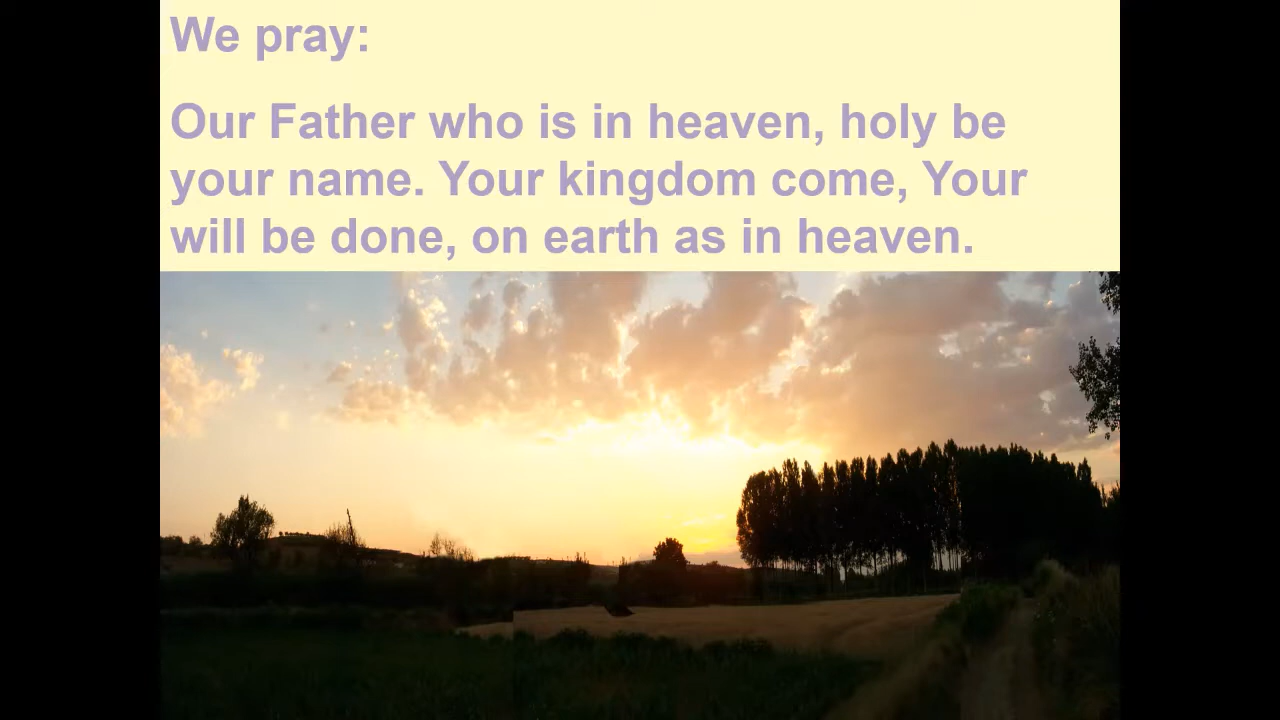 We pray:
Our Father who is in heaven, holy be
your name. Your kingdom come, Your
will be done, on earth as in heaven.